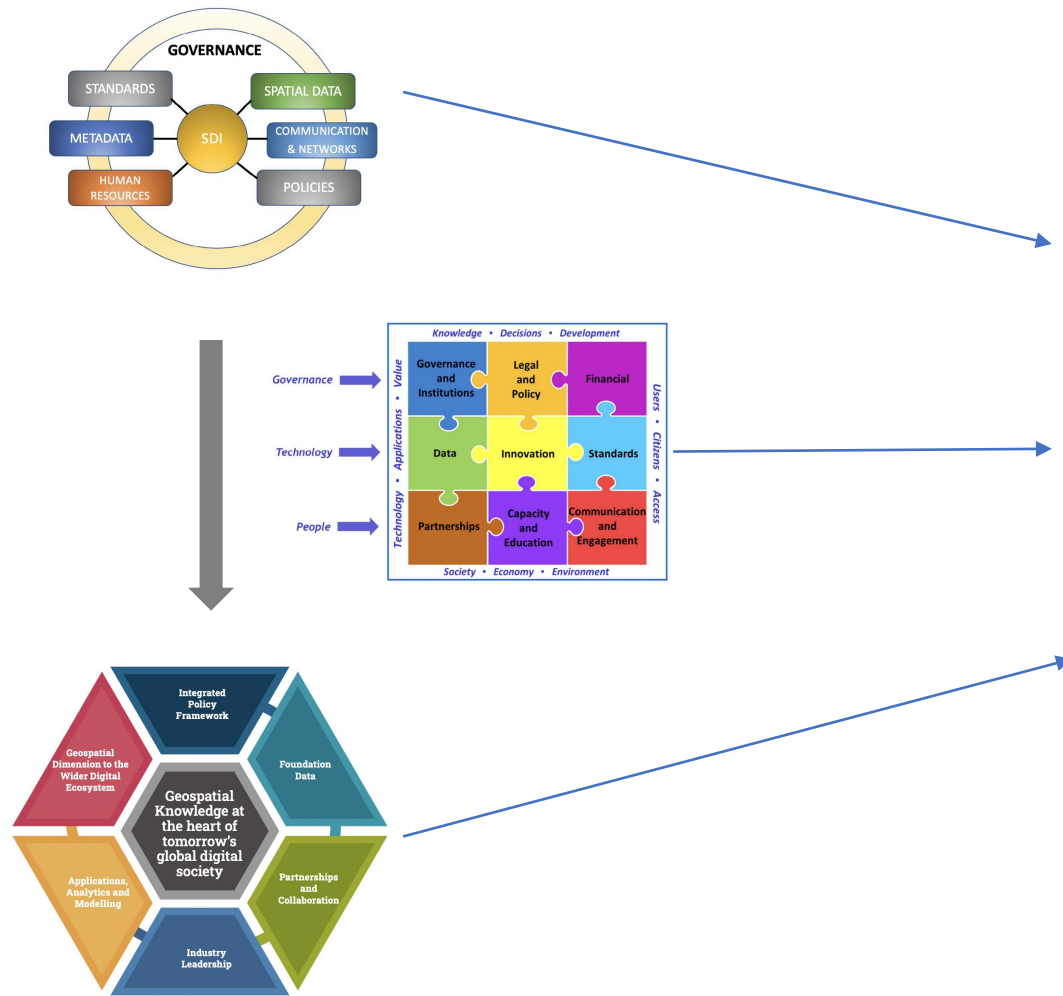 GOVERNANCE
STANDARDS
SPATIAL DATA
METADATA
SDI
COMMUNICATION
& NETWORKS
HUMAN
RESOURCES
POLICIES
Knowledge ▪ Decisions ▪ Development
Governance
Technology
People
Technology ▪ Applications ▪ Value
Governance
and
Institutions
Legal
and
Policy
Financial
Data
Innovation
Standards
Partnerships
Capacity
and
Education
Communication
and
Engagement
Users ▪ Citizens ▪ Access
Society ▪ Economy ▪ Environment
Integrated
Policy
Framework
Geospatial
Dimension to the
Wider Digital
Ecosystem
Foundation
Data
Geospatial
Knowledge at
the heart of
tomorrow's
global digital
society
Applications,
Analytics and
Modelling
Partnerships
and
Collaboration
Industry
Leadership